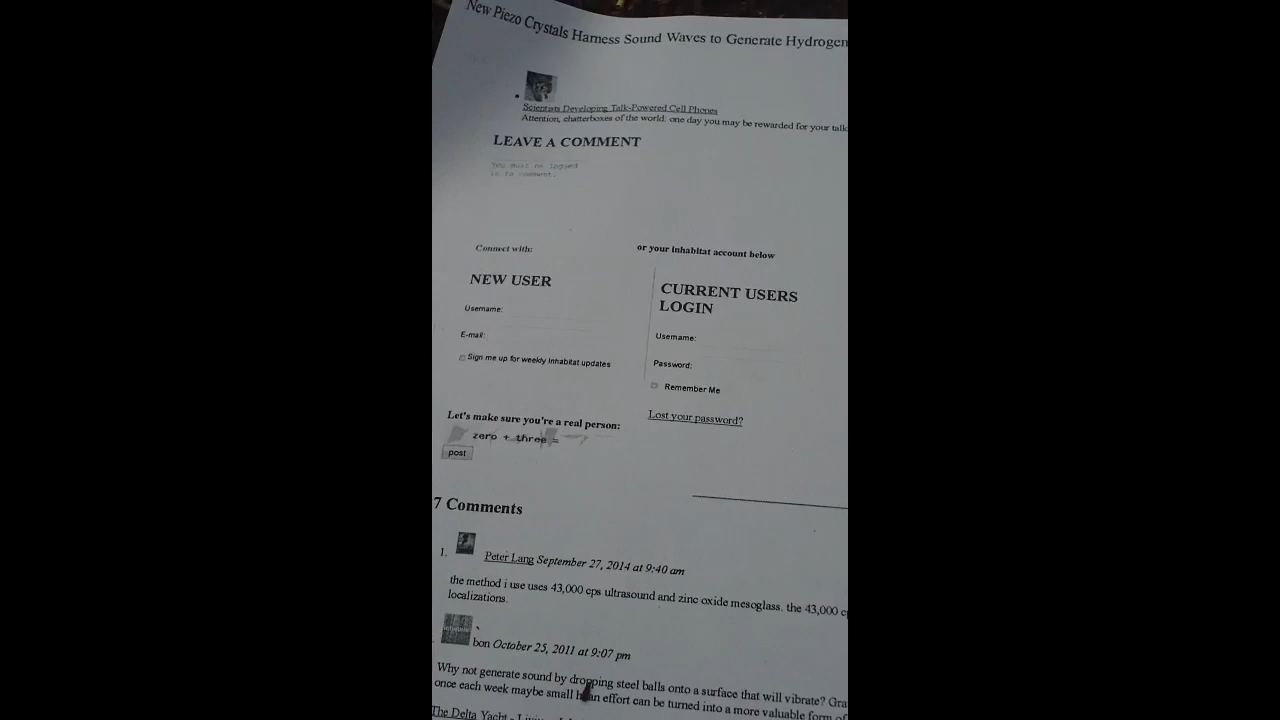 New Piezo Crystals Harness Sound Waves to Generate Hydrogen
Scientists Developing Talk-Powered Cell Phones
Attention, chatterboxes of the world: one day you may be rewarded for your talk
LEAVE A COMMENT
You must be logged
in to comment.
Connect with:
or your Inhabitat account below
NEW USER
CURRENT USERS
LOGIN
Username:
Username:
E-mail:
Password:
Sign me up for weekly Inhabitat updates
Remember Me
Lost your password?
Let's make sure you're a real person:
zero + three =
post
7 Comments
1.
Peter Lang September 27, 2014 at 9:40 am
the method i use uses 43,000 cps ultrasound and zinc oxide mesoglass. the 43,000
localizations.
bon October 25, 2011 at 9:07 pm
Why not generate sound by dropping steel balls onto a surface that will vibrate? Gra
once each week maybe small an effort can be turned into a more valuable form of
The Delta Yacht -